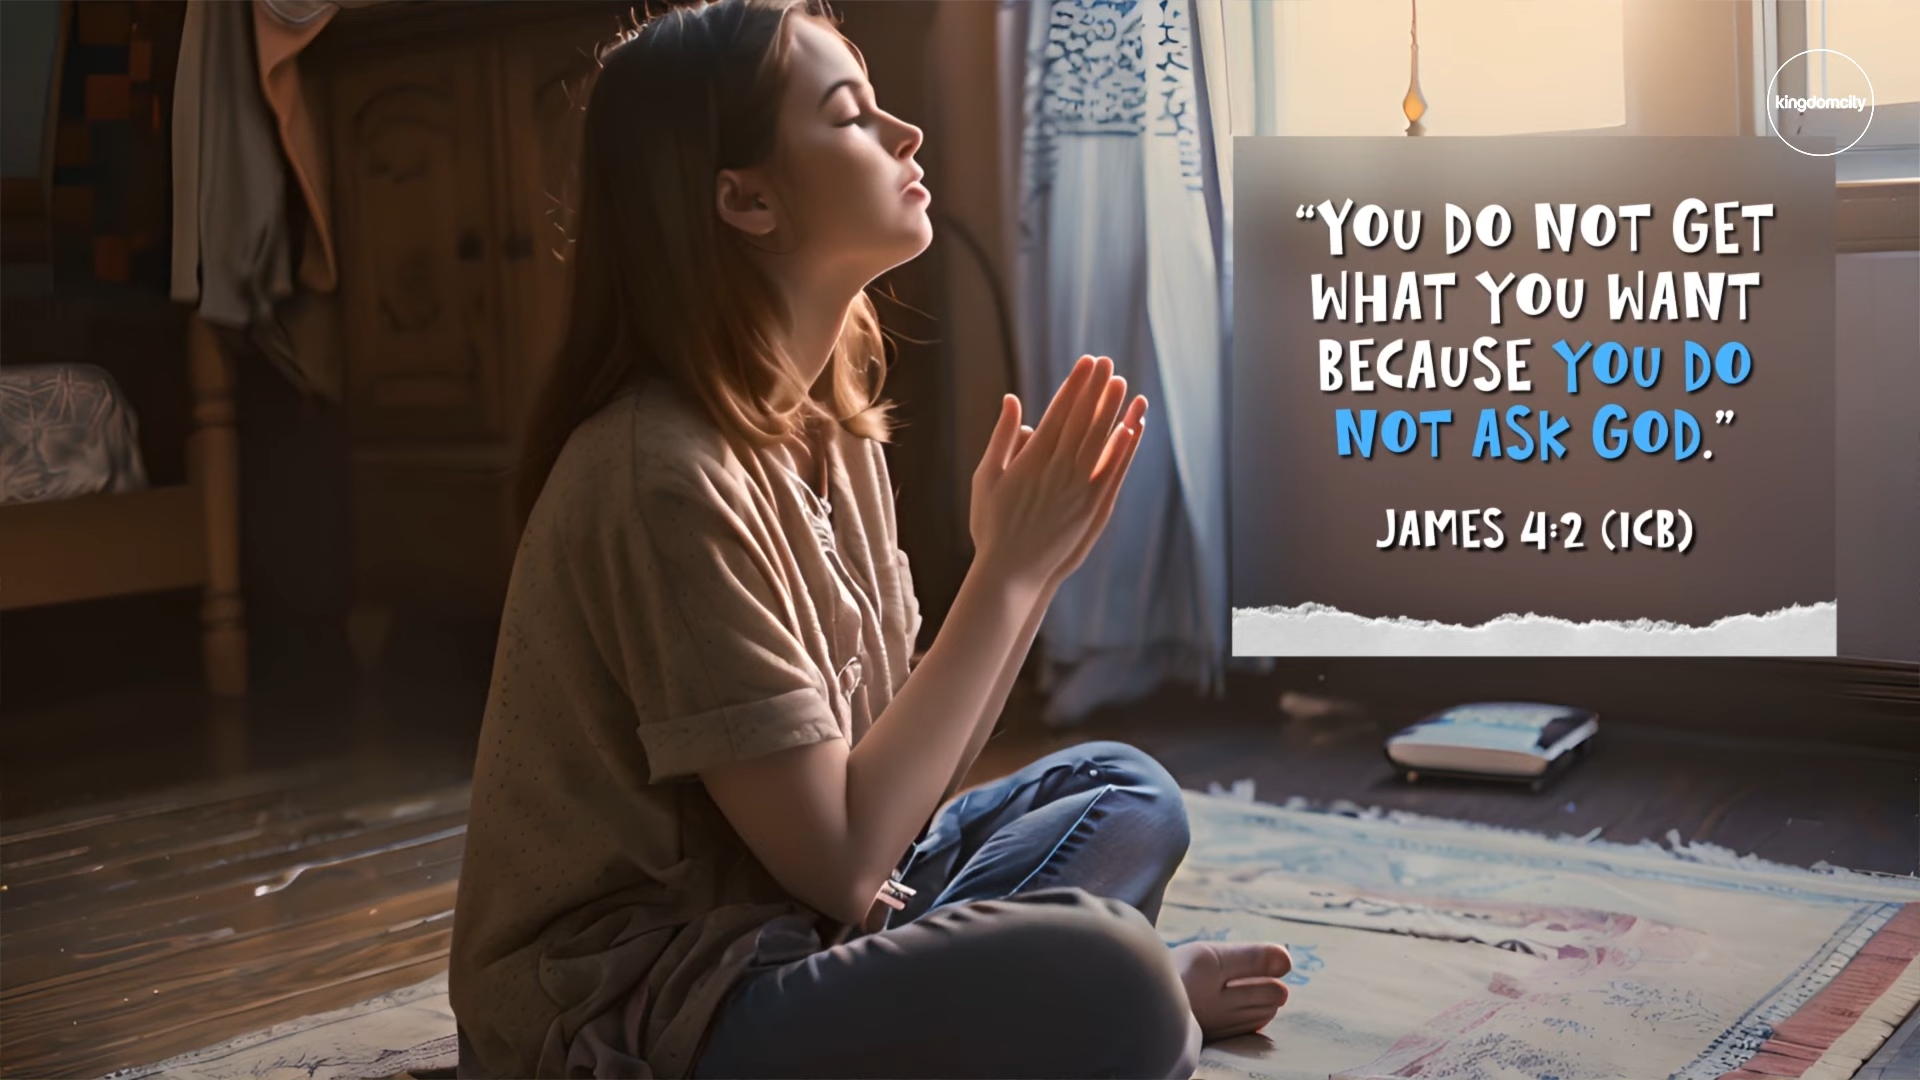 kingdomcity
“YOU DO NOT GET
WHAT YOU WANT
BECAUSE YOU DO
NOT ASK GOD.”
JAMES 4:2 (ICB)